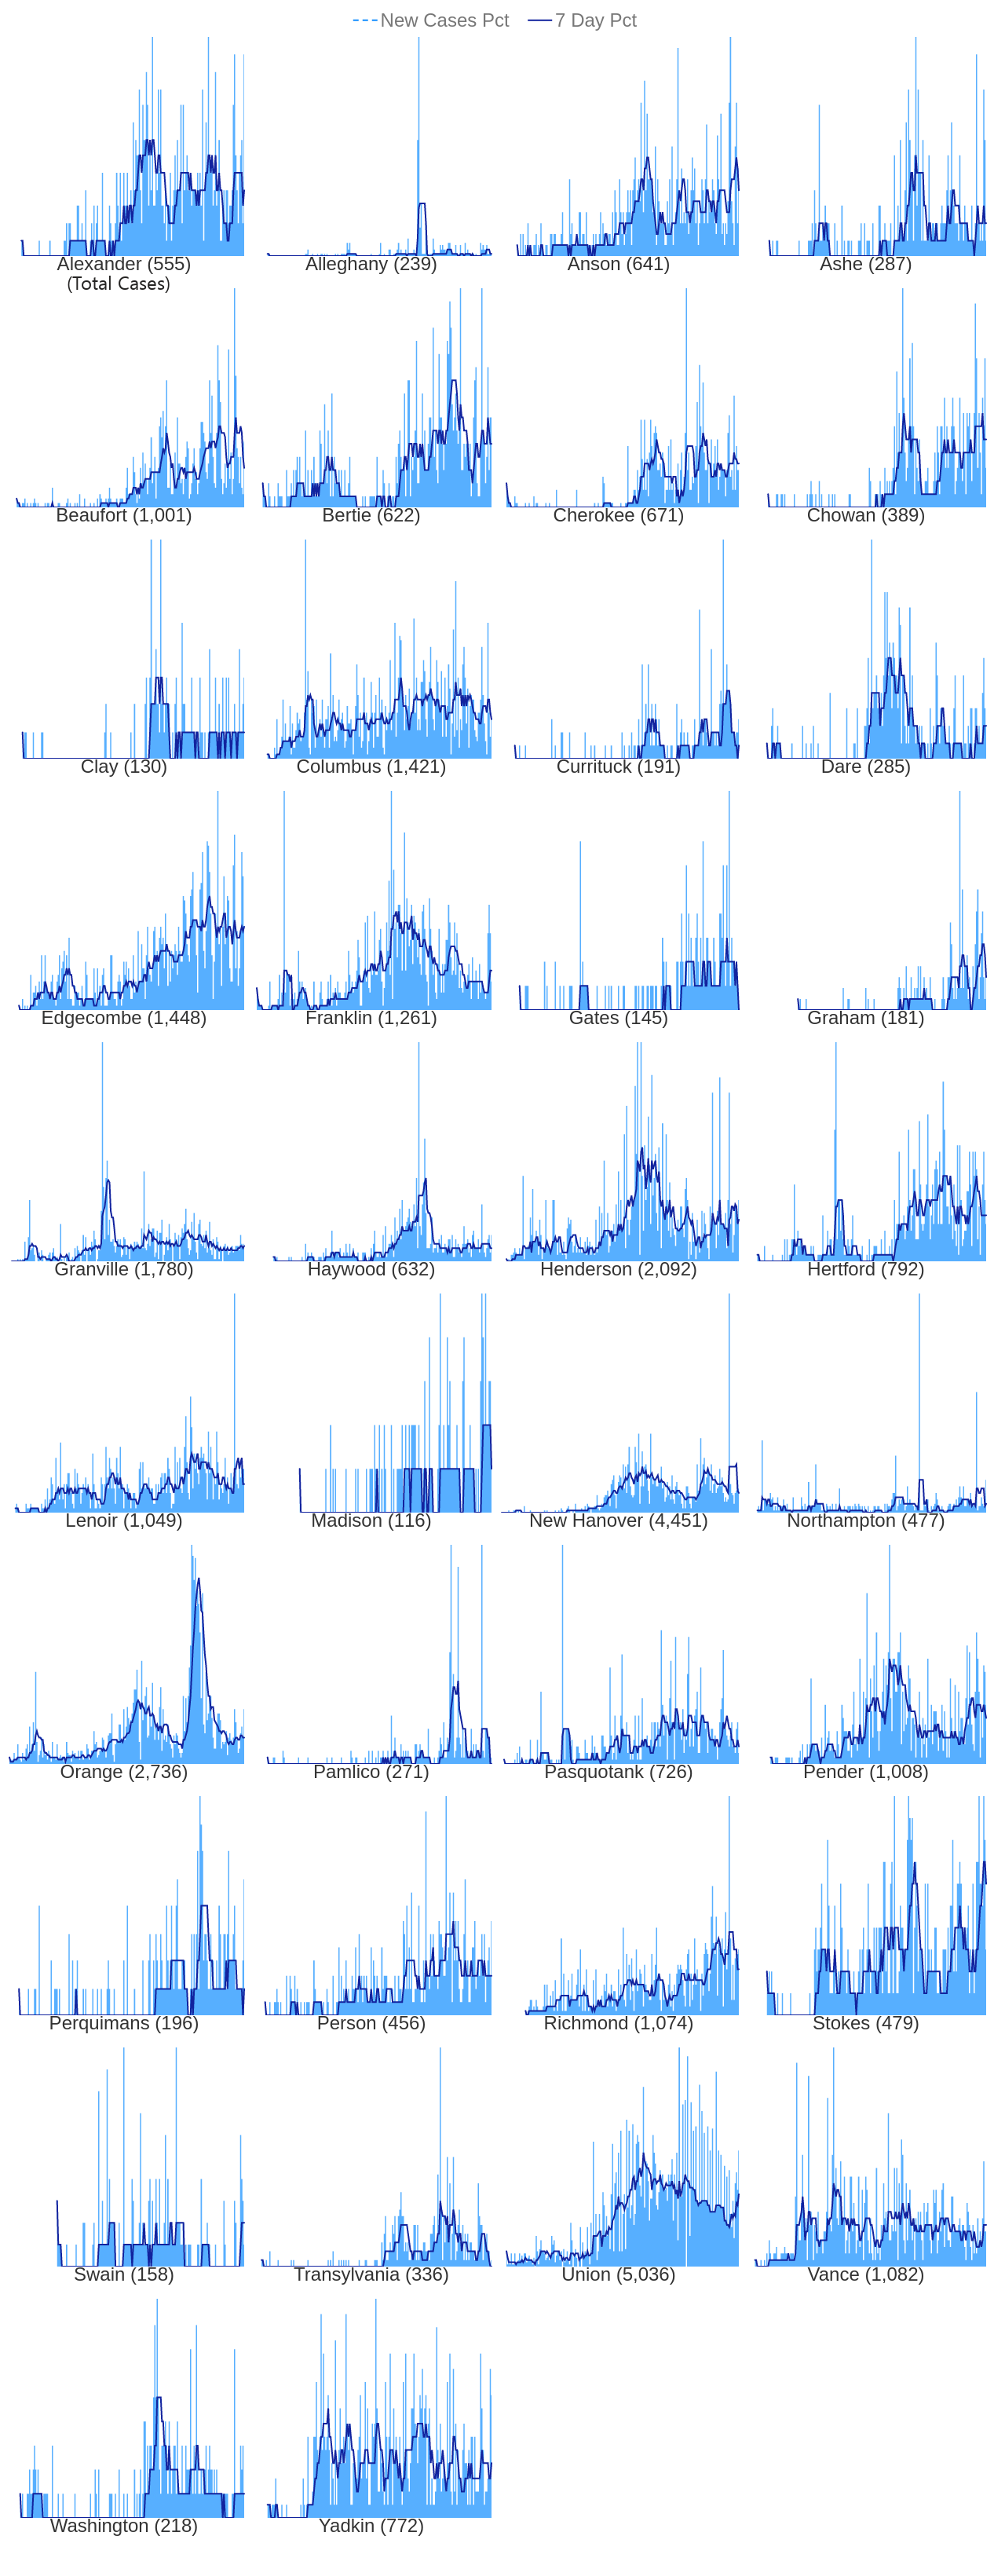 New Cases Pct 7 Day Pct
Alexander (555) Alleghany (239) Anson (641) Ashe (287)
(Total Cases)
Beaufort (1,001) Bertie (622) Cherokee (671) Chowan (389)
Clay (130) Columbus (1,421) Currituck (191) Dare (285)
Edgecombe (1,448) Franklin (1,261) Gates (145) Graham (181)
Granville (1,780) Haywood (632) Henderson (2,092) Hertford (792)
Lenoir (1,049) Madison (116) New Hanover (4,451) Northampton (477)
Orange (2,736) Pamlico (271) Pasquotank (726) Pender (1,008)
Perquimans (196) Person (456) Richmond (1,074) Stokes (479)
Swain (158) Transylvania (336) Union (5,036) Vance (1,082)
Washington (218) Yadkin (772)